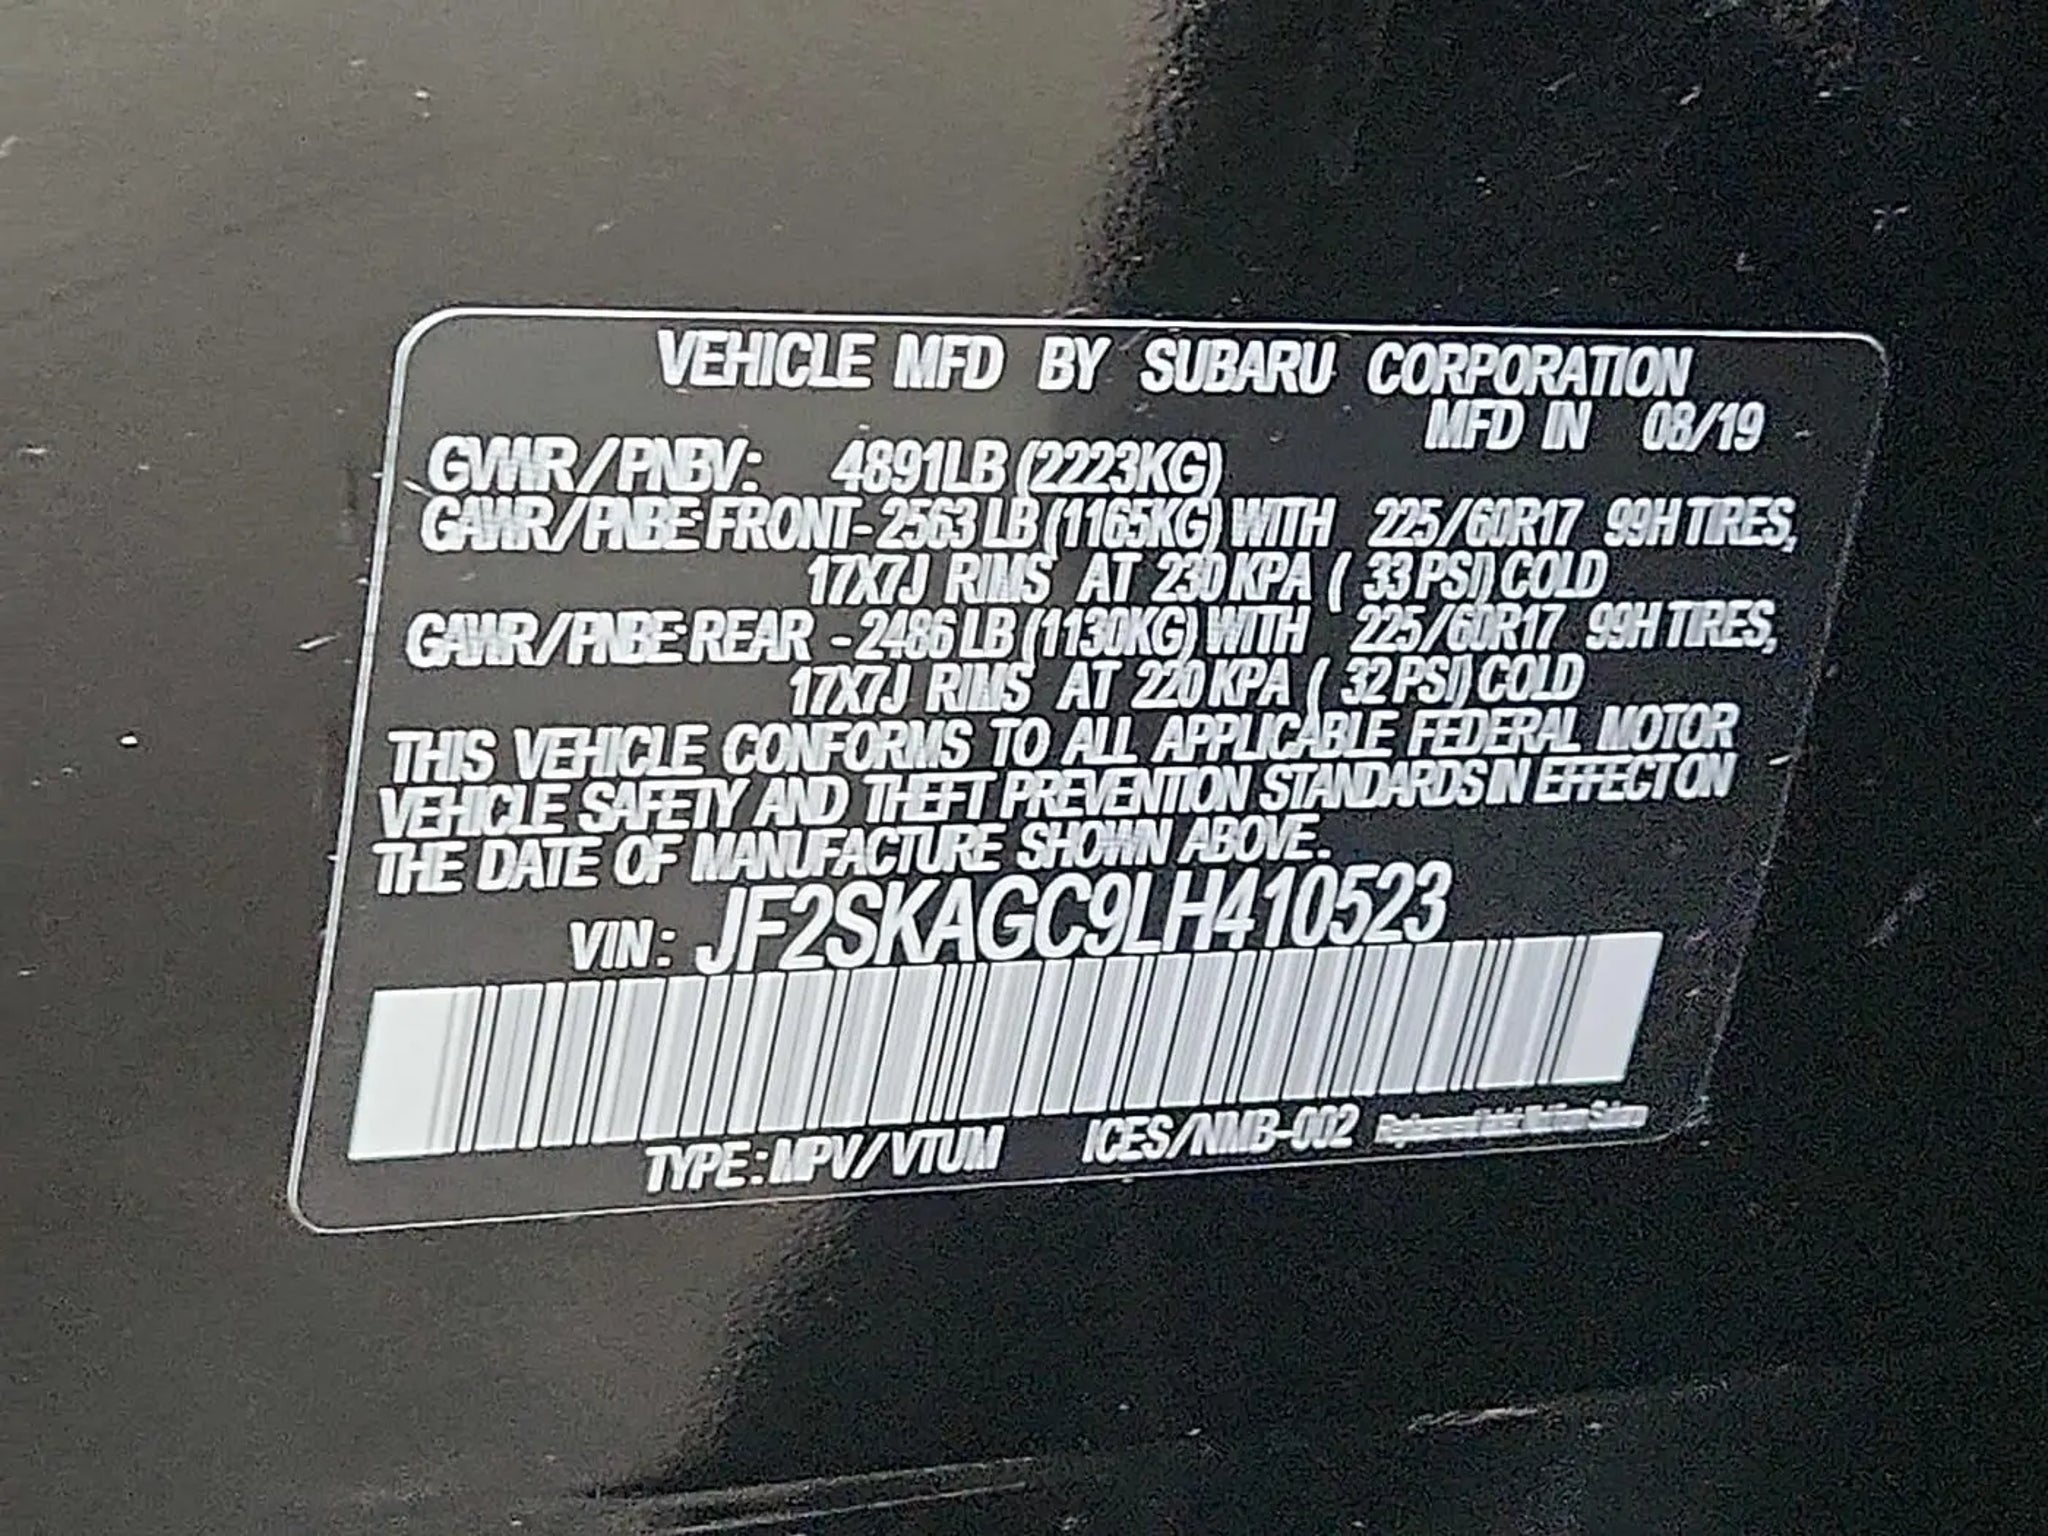 VEHICLE MFD BY SUBARU CORPORATION
MFD IN 08/19
GVWR/PNBV: 4891LB (2223KG)
GAWR/PNBE FRONT- 2563 LB (1165KG) WITH 225/60R17 99H TIRES,
17X7J RIMS AT 230 KPA ( 33 PSI) COLD
GAWR/PNBE REAR - 2486 LB (1130KG) WITH 225/60R17 99H TIRES,
17X7J RIMS AT 220 KPA ( 32 PSI) COLD
THIS VEHICLE CONFORMS TO ALL APPLICABLE FEDERAL MOTOR
VEHICLE SAFETY AND THEFT PREVENTION STANDARDS IN EFFECT ON
THE DATE OF MANUFACTURE SHOWN ABOVE.
VIN: JF2SKAGC9LH410523
TYPE: MPV/VTUM ICES/NMB-002 Replacement Label